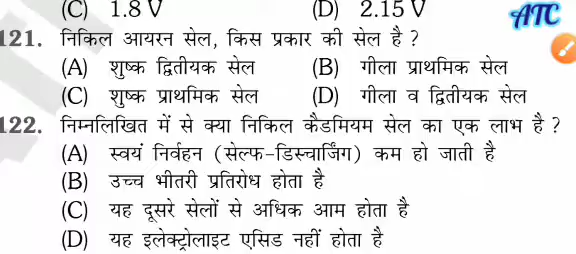 (C) 1.8 V (D) 2.15 V ATC
121. निकिल आयरन सेल, किस प्रकार की सेल है ?
(A) शुष्क द्वितीयक सेल (B) गीला प्राथमिक सेल
(C) शुष्क प्राथमिक सेल (D) गीला व द्वितीयक सेल
122. निम्नलिखित में से क्या निकिल कैडमियम सेल का एक लाभ है ?
(A) स्वयं निर्वहन (सेल्फ-डिस्चार्जिंग) कम हो जाती है
(B) उच्च भीतरी प्रतिरोध होता है
(C) यह दूसरे सेलों से अधिक आम होता है
(D) यह इलेक्ट्रोलाइट एसिड नहीं होता है